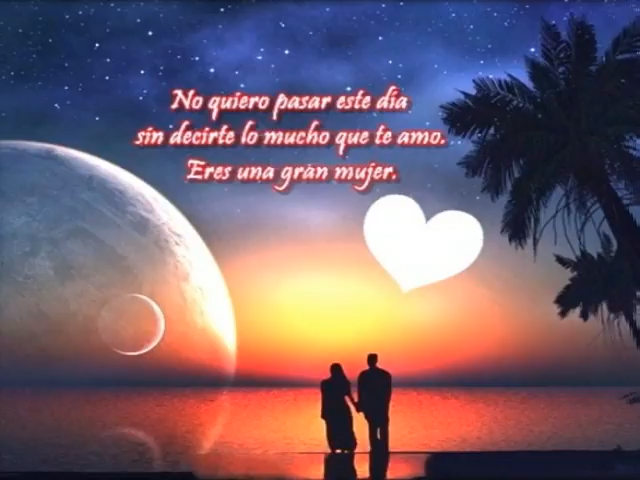 No quiero pasar este día
sin decirte lo mucho que te amo.
Eres una gran mujer.